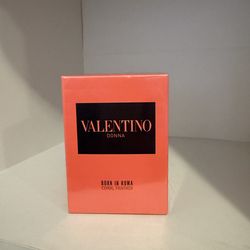 VALENTINO
DONNA
BORN IN ROMA
CORAL FANTASY